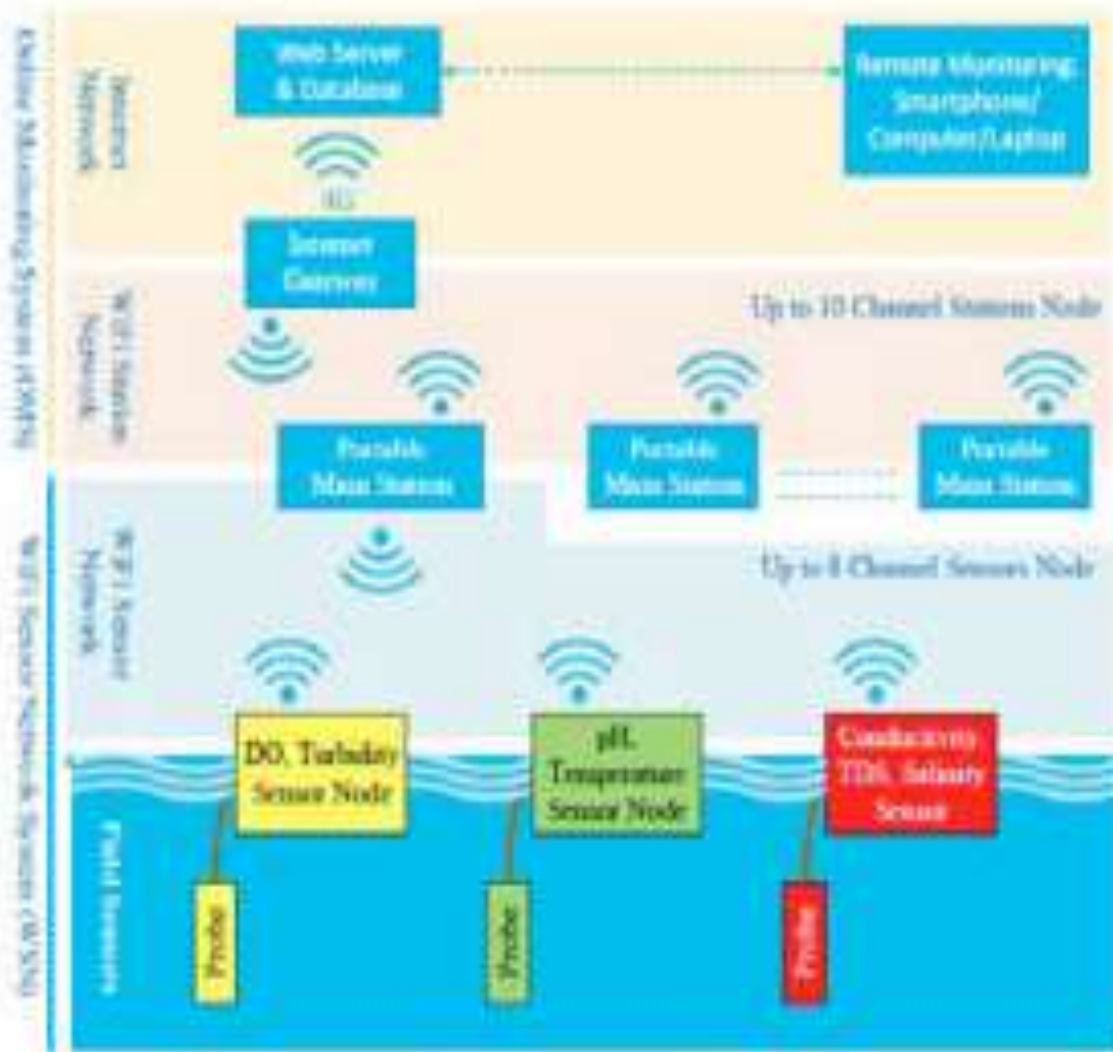 Web Server
& Database
Remote Monitoring:
Smartphone/
Computer/Laptop
Internet
Network
Internet
Gateway
Up to 10 Channel Stations Node
WiFi Station
Network
Portable
Main Station
Portable
Main Station
Portable
Main Station
Up to 8 Channel Sensors Node
WiFi Sensor
Network
DO, Turbidity
Sensor Node
pH,
Temperature
Sensor Node
Conductivity
TDS, Salinity
Sensor
Probe
Probe
Probe
Field Sensors
Online Monitoring System (OMS)
WiFi Sensor Network System (WSN)